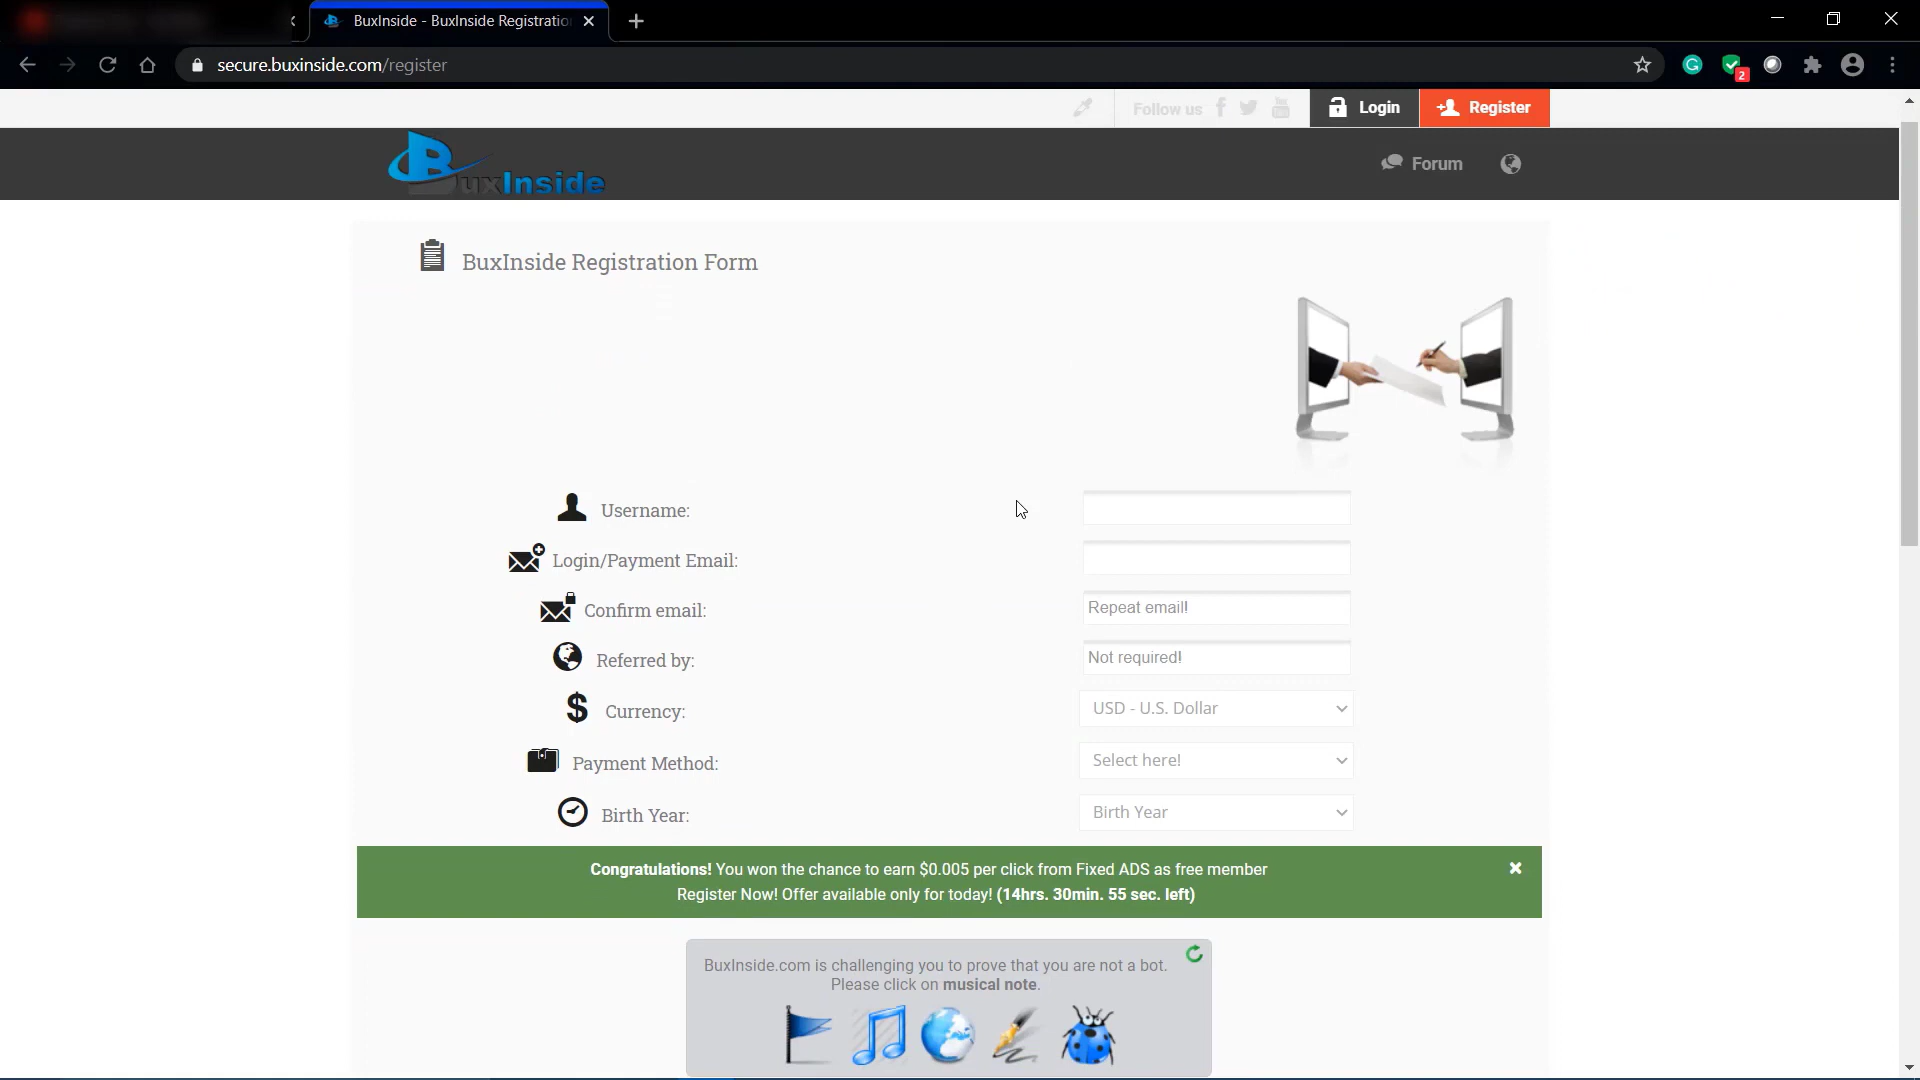 BuxInside - BuxInside Registratio
secure.buxinside.com/register
2
Follow us
Login
Register
BuxInside
Forum
BuxInside Registration Form
Username:
Login/Payment Email:
Confirm email:
Repeat email!
Referred by:
Not required!
Currency:
USD - U.S. Dollar
Payment Method:
Select here!
Birth Year:
Birth Year
Congratulations! You won the chance to earn $0.005 per click from Fixed ADS as free member
Register Now! Offer available only for today! (14hrs. 30min. 55 sec. left)
BuxInside.com is challenging you to prove that you are not a bot.
Please click on musical note.